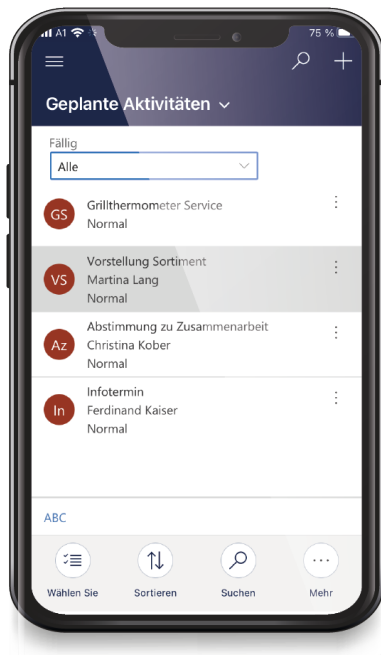 A1 75 %
Geplante Aktivitäten
Fällig
Alle
GS Grillthermometer Service
Normal
Vorstellung Sortiment
VS Martina Lang
Normal
Abstimmung zu Zusammenarbeit
Az Christina Kober
Normal
Infotermin
In Ferdinand Kaiser
Normal
ABC
Wählen Sie Sortieren Suchen Mehr